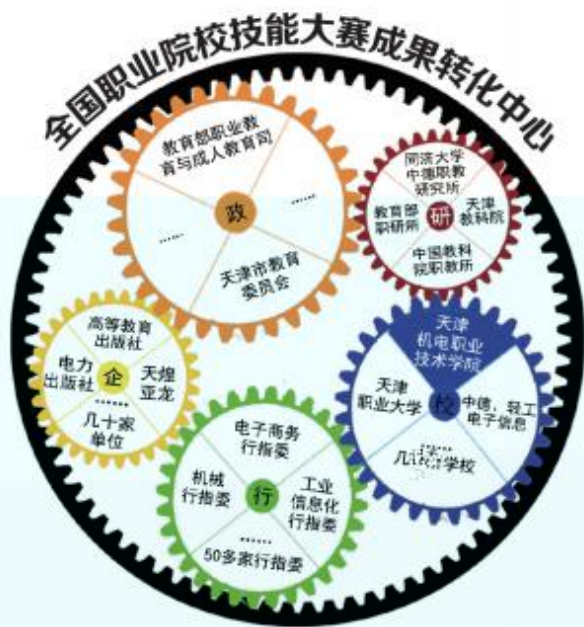 全国职业院校技能大赛成果转化中心
教育部职业教
育与成人教育司
……
政
……
天津市教育
委员会
同济大学
中德职教
研究所
教育部
职研所
研
天津
教科院
中国教科
院职教所
高等教育
出版社
电力
出版社
企
天煌
亚龙
……
几十家
单位
天津
机电职业
技术学院
天津
职业大学
校
中德、轻工
电子信息
……
学校
电子商务
行指委
机械
行指委
行
工业
信息化
行指委
……
50多家行指委